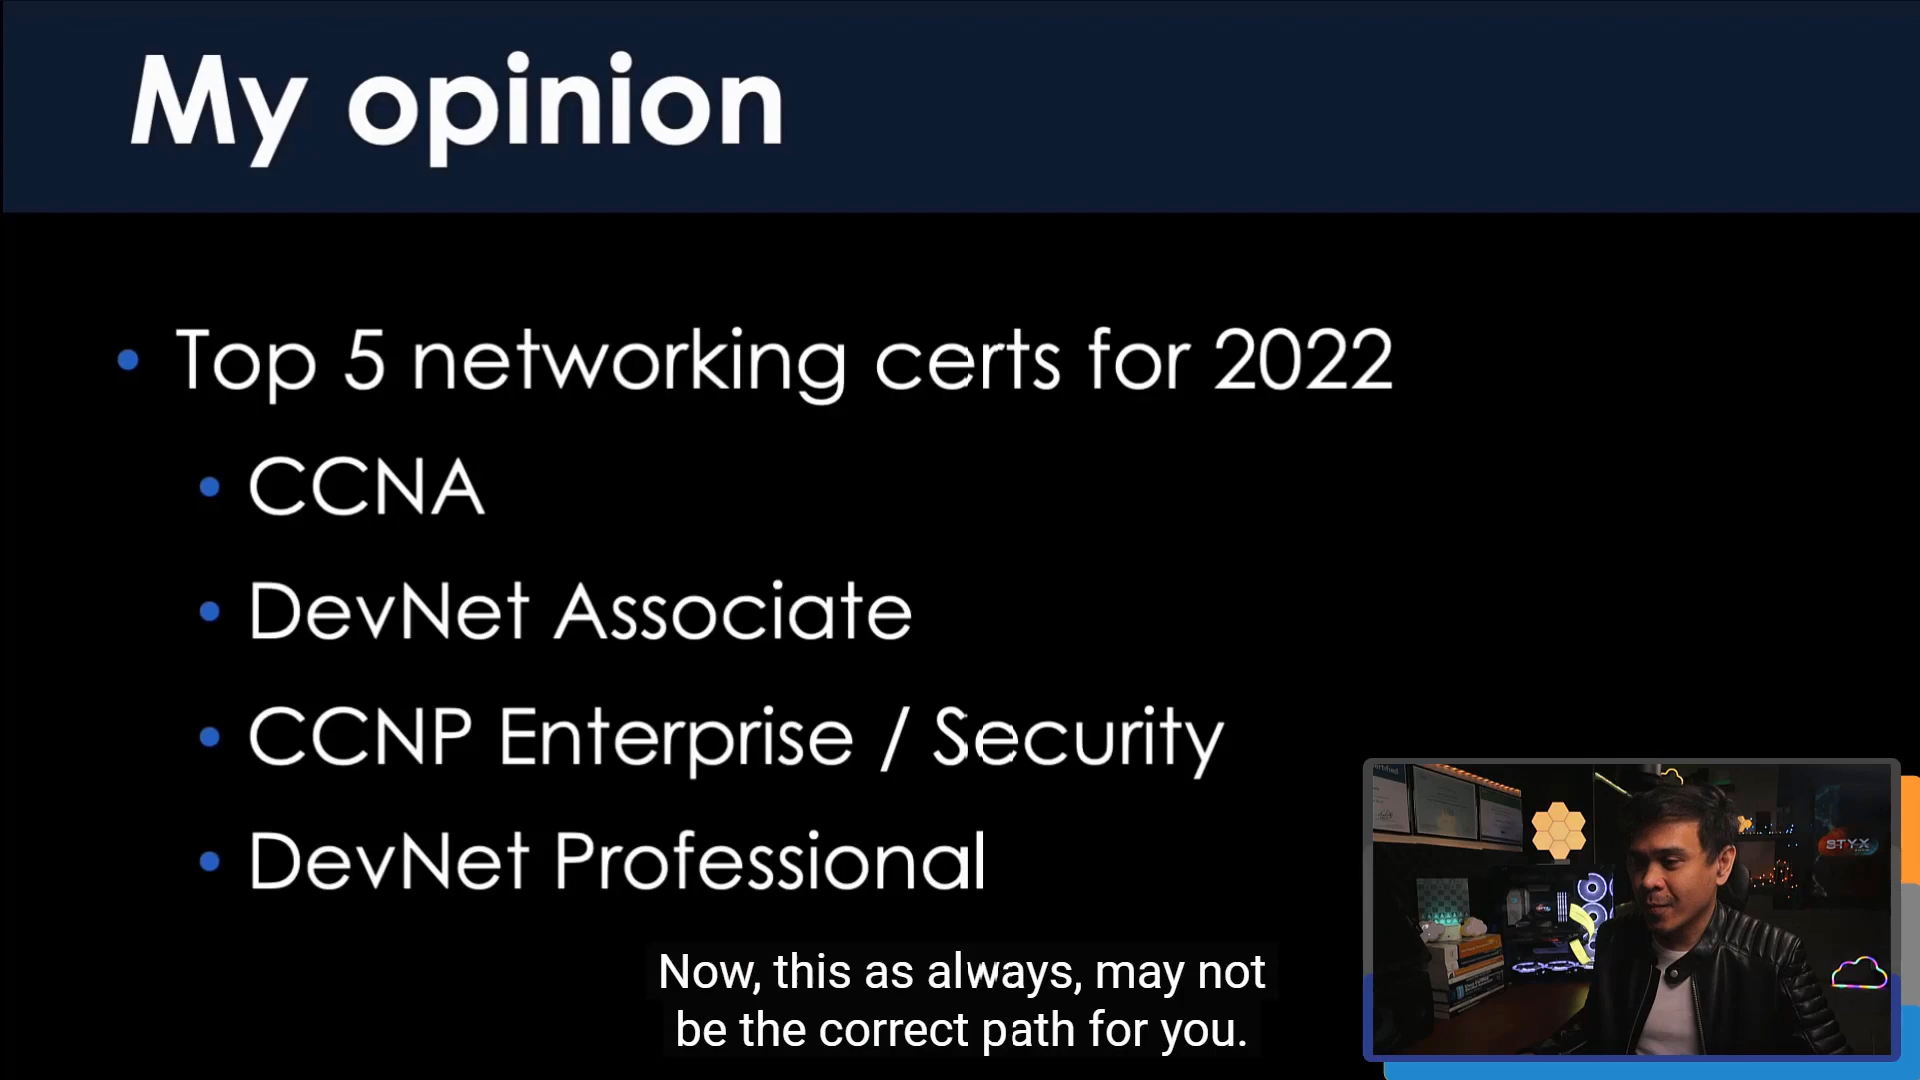 My opinion
Top 5 networking certs for 2022
CCNA
DevNet Associate
CCNP Enterprise / Security
DevNet Professional
Now, this as always, may not
be the correct path for you.
STYX